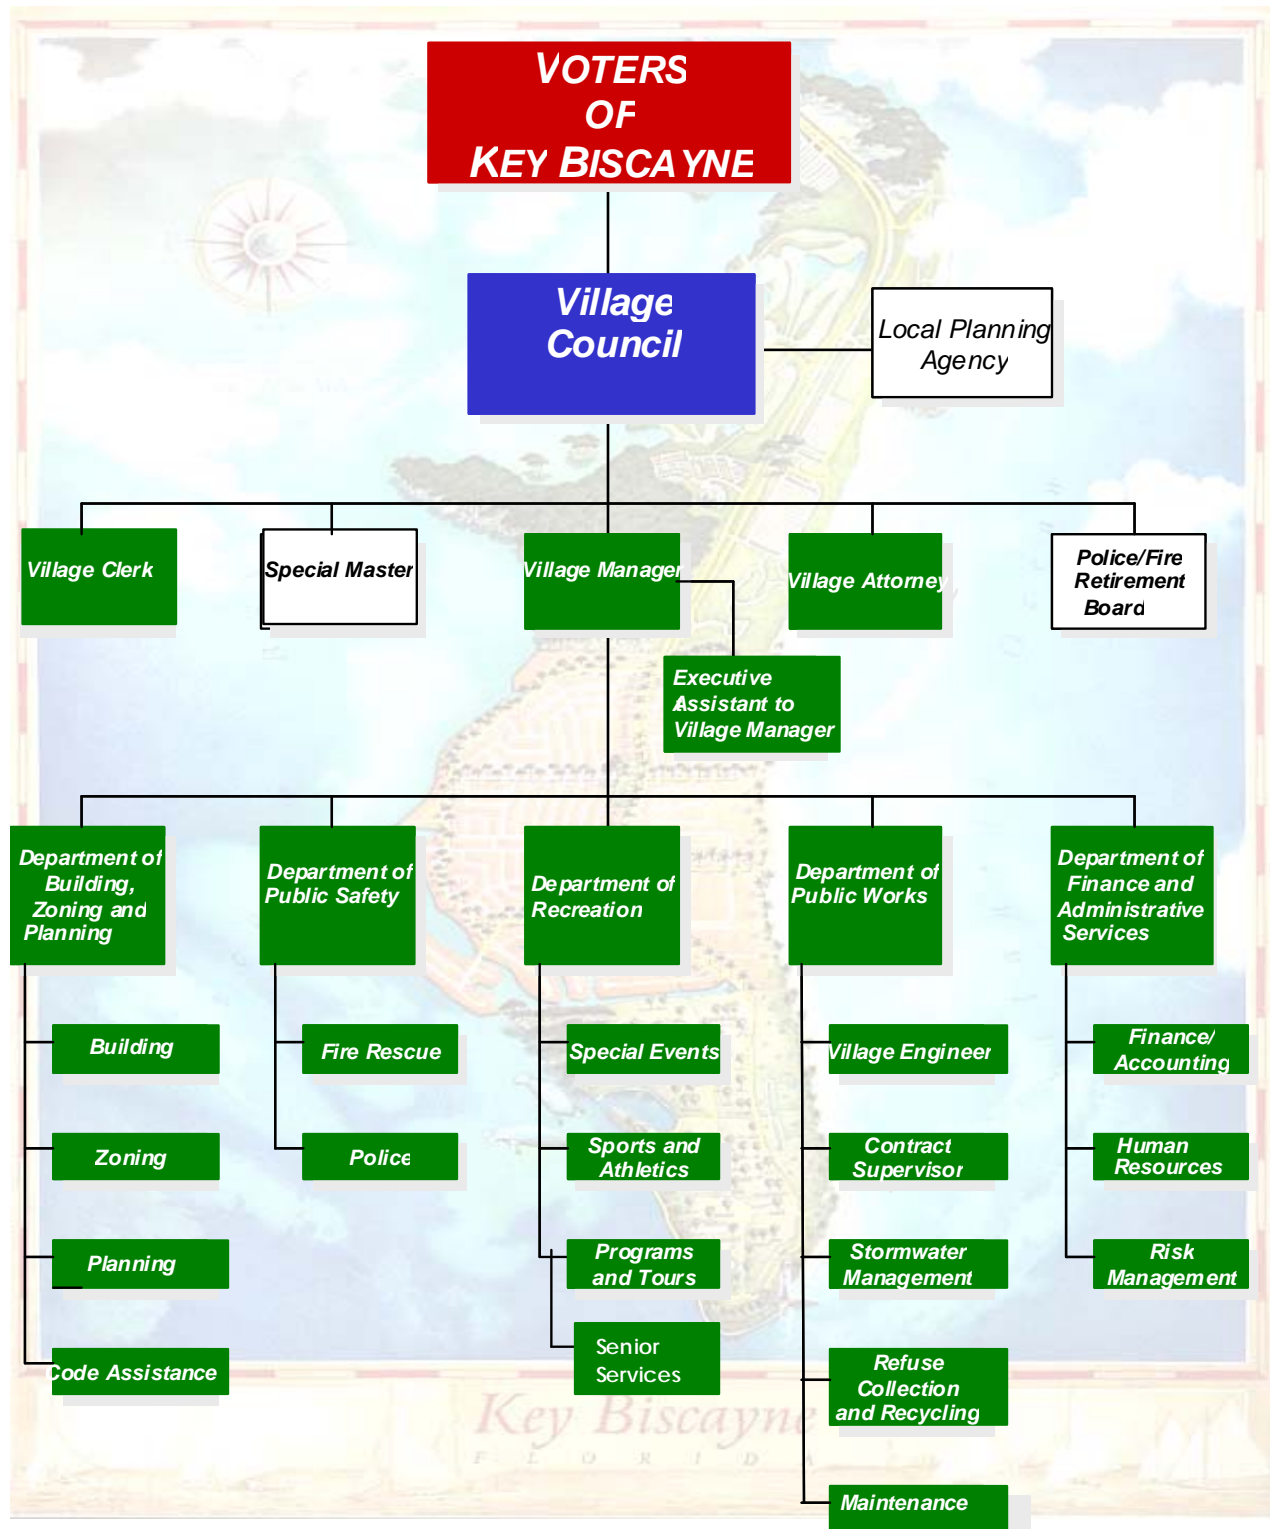 VOTERS
OF
KEY BISCAYNE
Village
Council
Local Planning
Agency
Village Clerk
Special Master
Village Manager
Village Attorney
Police/Fire
Retirement
Board
Executive
Assistant to
Village Manager
Department of
Building,
Zoning and
Planning
Department of
Public Safety
Department of
Recreation
Department of
Public Works
Department of
Finance and
Administrative
Services
Building
Fire Rescue
Special Events
Village Engineer
Finance/
Accounting
Zoning
Police
Sports and
Athletics
Contract
Supervisor
Human
Resources
Planning
Programs
and Tours
Stormwater
Management
Risk
Management
Code Assistance
Senior
Services
Refuse
Collection
and Recycling
Key Biscayne
FLORIDA
Maintenance